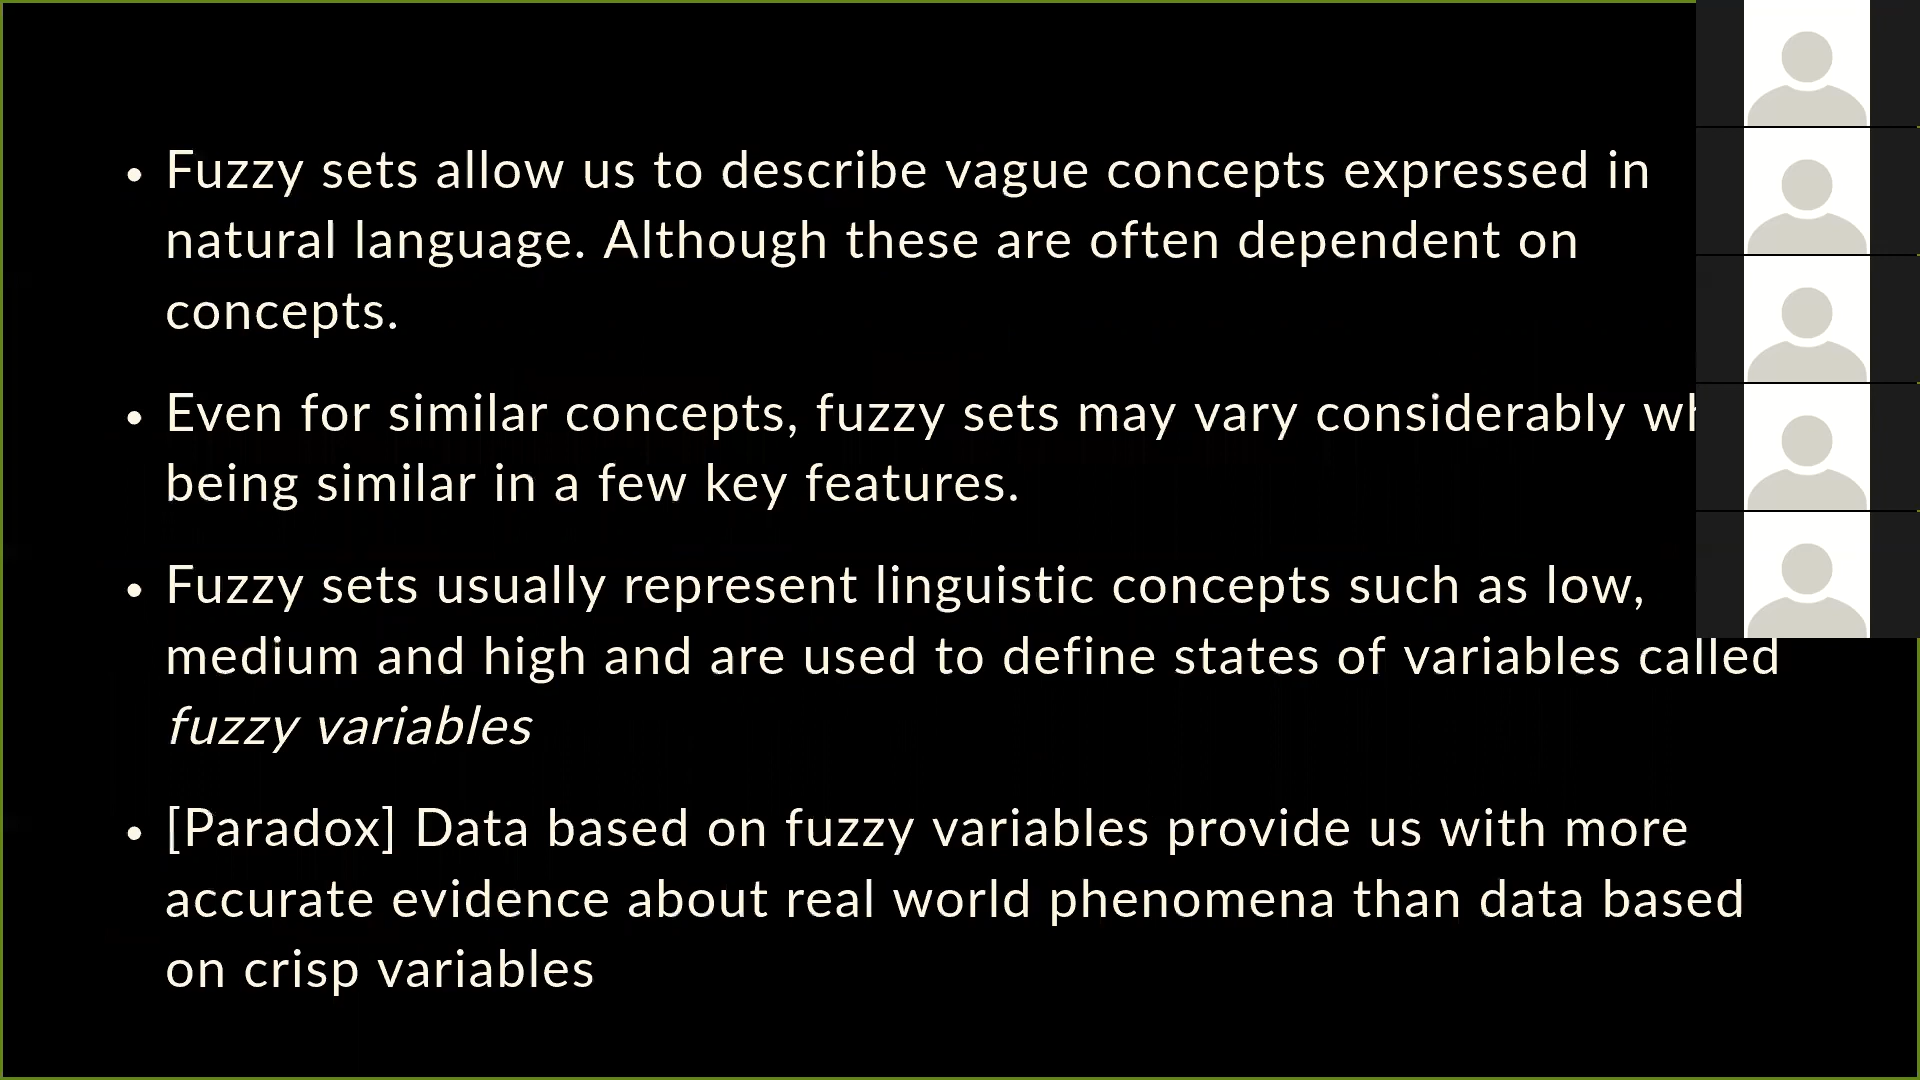 • Fuzzy sets allow us to describe vague concepts expressed in
natural language. Although these are often dependent on
concepts.
• Even for similar concepts, fuzzy sets may vary considerably
being similar in a few key features.
• Fuzzy sets usually represent linguistic concepts such as low,
medium and high and are used to define states of variables called
fuzzy variables
• [Paradox] Data based on fuzzy variables provide us with more
accurate evidence about real world phenomena than data based
on crisp variables